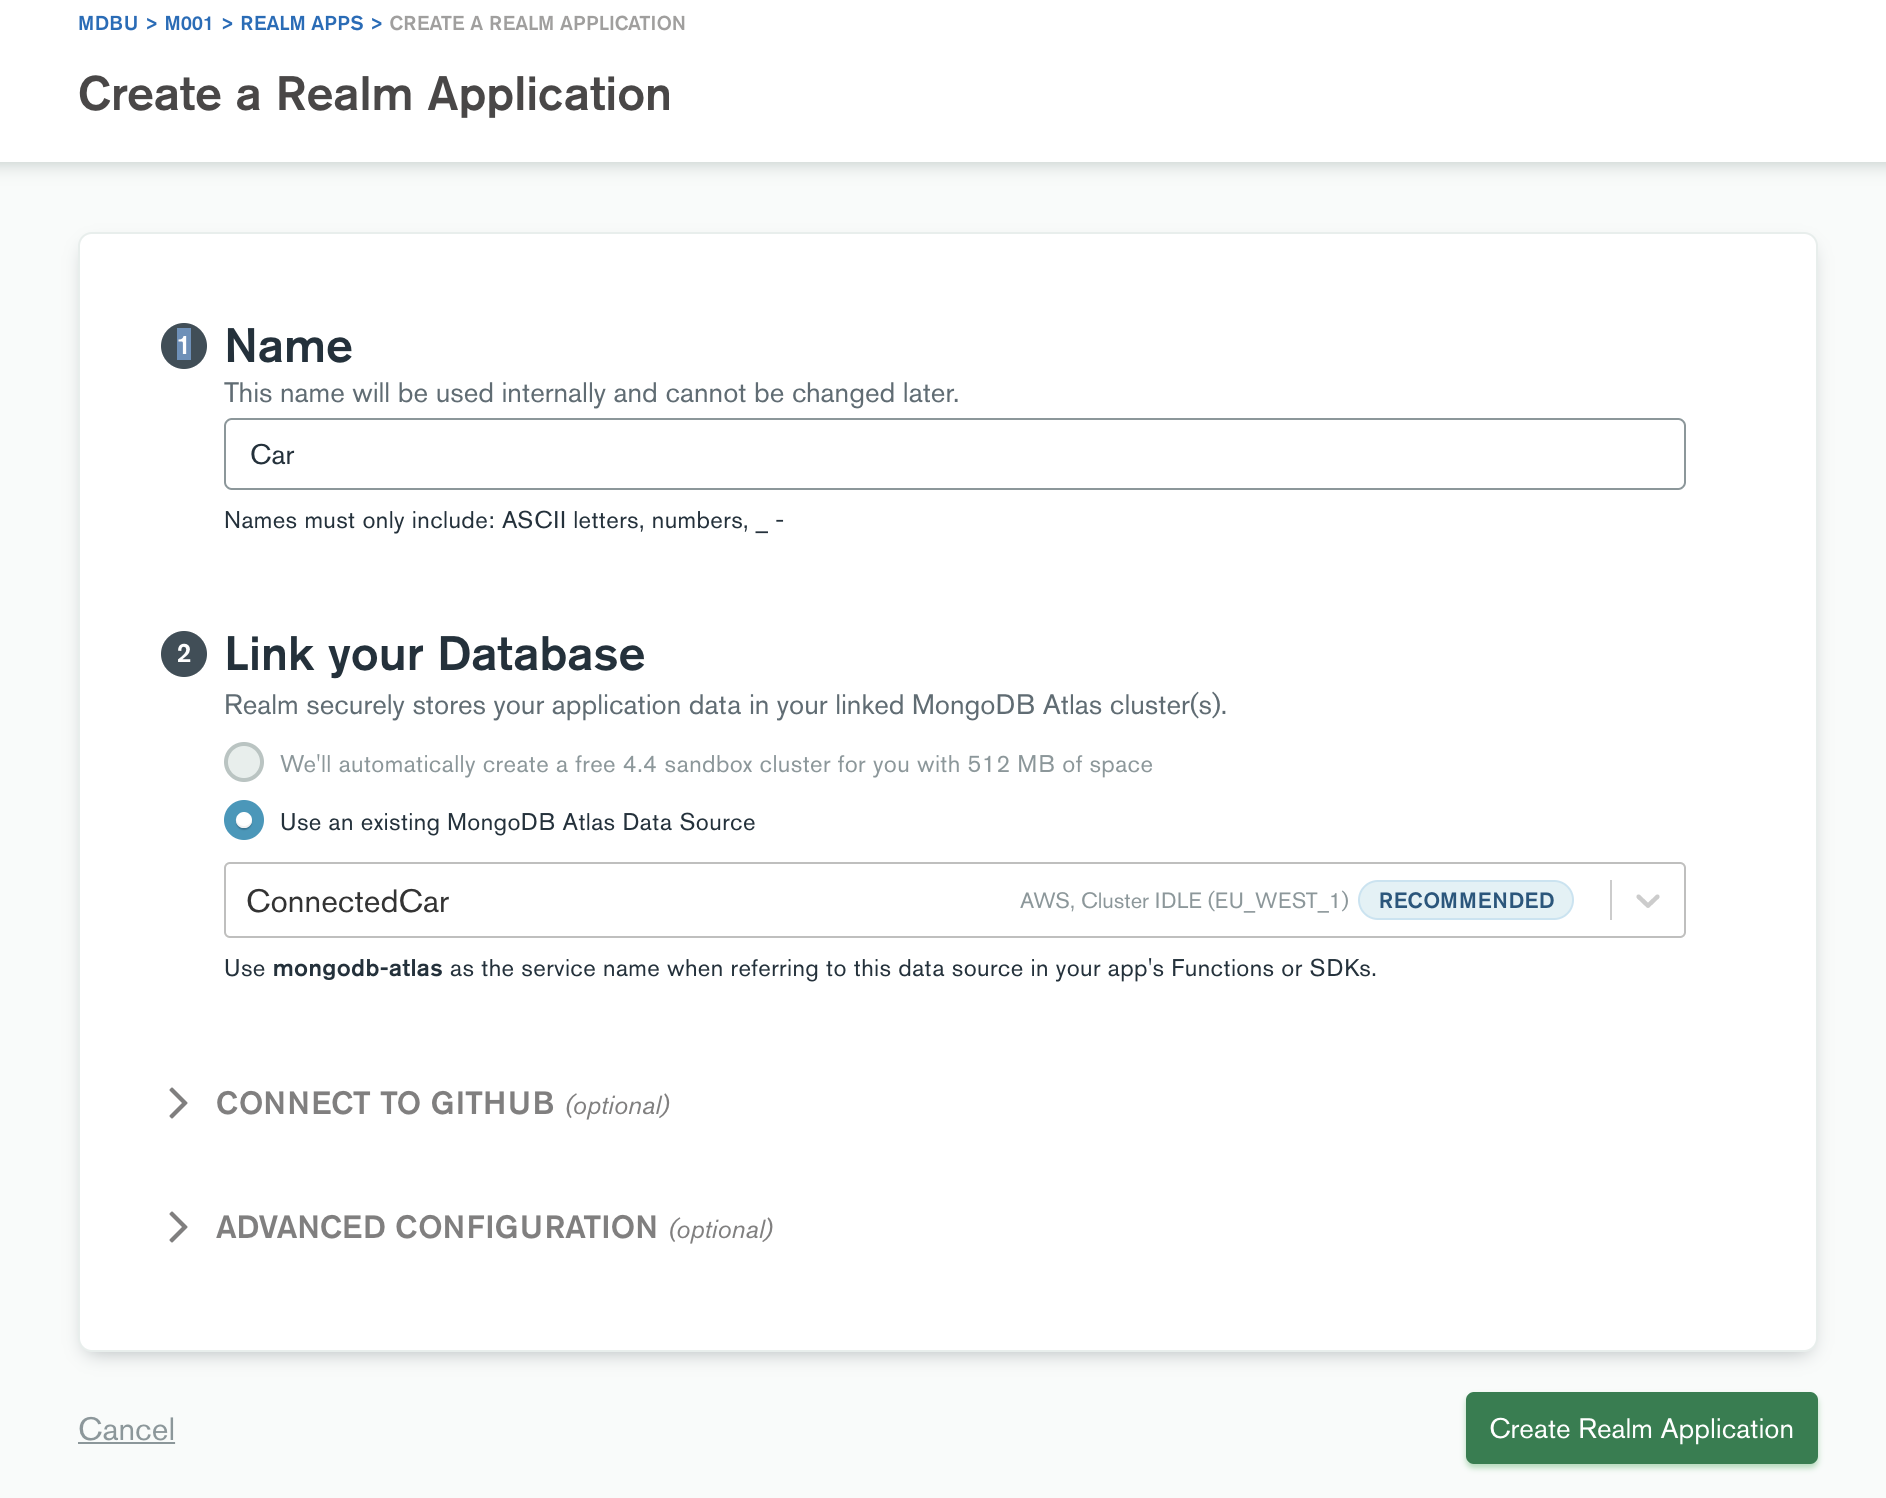 MDBU > M001 > REALM APPS > CREATE A REALM APPLICATION
Create a Realm Application
1 Name
This name will be used internally and cannot be changed later.
Car
Names must only include: ASCII letters, numbers, _ -
2 Link your Database
Realm securely stores your application data in your linked MongoDB Atlas cluster(s).
We'll automatically create a free 4.4 sandbox cluster for you with 512 MB of space
Use an existing MongoDB Atlas Data Source
ConnectedCar AWS, Cluster IDLE (EU_WEST_1) RECOMMENDED
Use mongodb-atlas as the service name when referring to this data source in your app's Functions or SDKs.
CONNECT TO GITHUB (optional)
ADVANCED CONFIGURATION (optional)
Cancel Create Realm Application